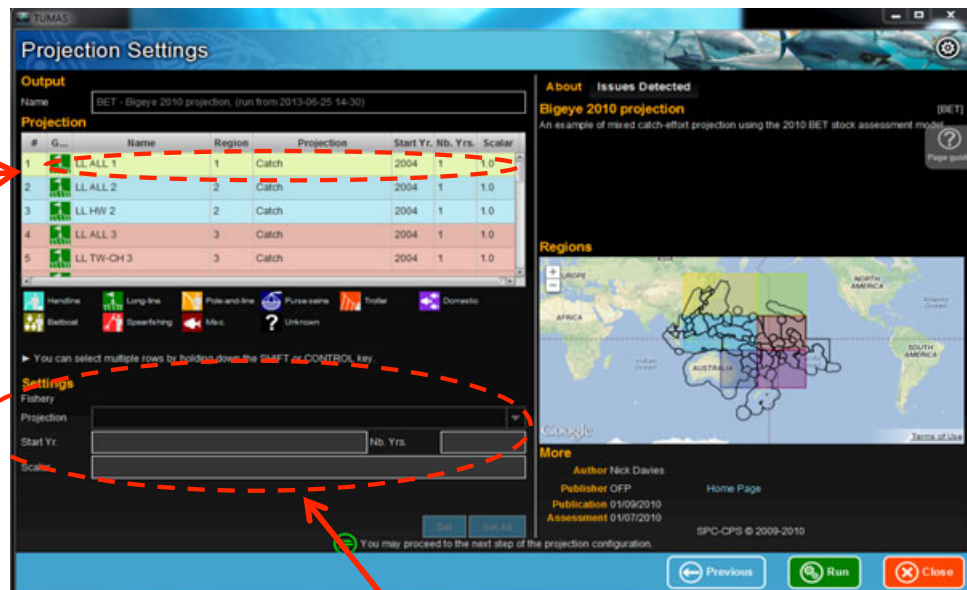 TUMAS
Projection Settings
Output
Name BET - Bigeye 2010 projection, (run from 2013-06-25 14-30)
Projection
# G... Name Region Projection Start Yr. Nb. Yrs. Scalar
1 LL ALL 1 1 Catch 2004 1 1.0
2 LL ALL 2 2 Catch 2004 1 1.0
3 LL HW 2 2 Catch 2004 1 1.0
4 LL ALL 3 3 Catch 2004 1 1.0
5 LL TW-CH 3 3 Catch 2004 1 1.0
Handline Long-line Pole-and-line Purse-seine Troller Domestic
Baitboat Spearfishing Misc. ? Unknown
► You can select multiple rows by holding down the SHIFT or CONTROL key.
Settings
Fishery
Projection
Start Yr. Nb. Yrs.
Scalar
Set Set All
You may proceed to the next step of the projection configuration.
About Issues Detected
Bigeye 2010 projection [BET]
An example of mixed catch-effort projection using the 2010 BET stock assessment model
? Page guide
Regions
+
-
EUROPE
ASIA
NORTH AMERICA
Atlantic Ocean
AFRICA
Indian Ocean
AUSTRALIA
SOUTH AMERICA
Google
Terms of Use
More
Author Nick Davies
Publisher OFP Home Page
Publication 01/09/2010
Assessment 01/07/2010
SPC-CPS © 2009-2010
Previous Run Close